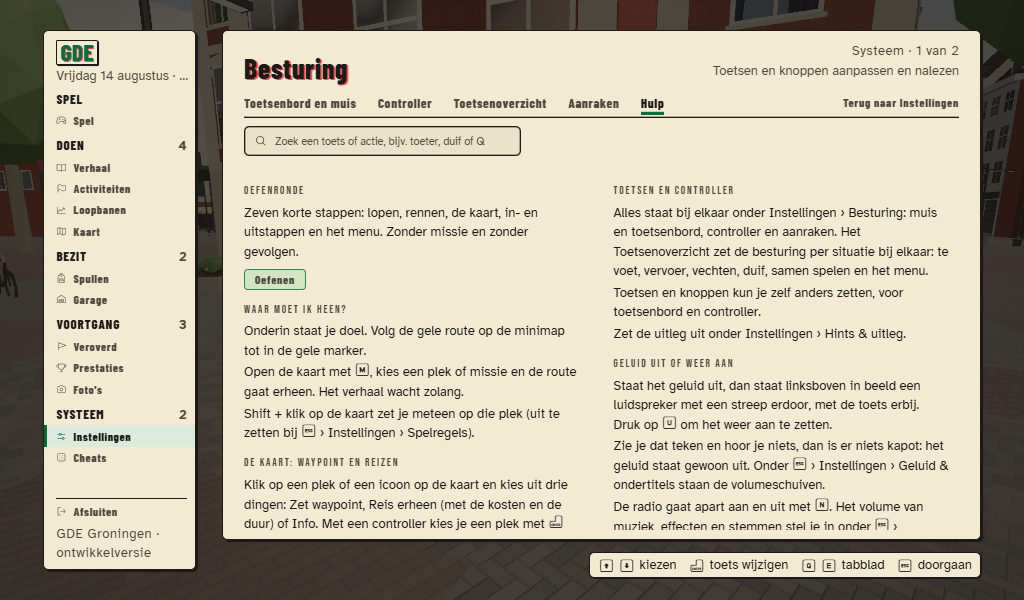 GDE
Vrijdag 14 augustus · ...
SPEL
Spel
DOEN 4
Verhaal
Activiteiten
Loopbanen
Kaart
BEZIT 2
Spullen
Garage
VOORTGANG 3
Veroverd
Prestaties
Foto's
SYSTEEM 2
Instellingen
Cheats
Afsluiten
GDE Groningen ·
ontwikkelversie
Besturing
Systeem · 1 van 2
Toetsen en knoppen aanpassen en nalezen
Toetsenbord en muis Controller Toetsenoverzicht Aanraken Hulp Terug naar Instellingen
Zoek een toets of actie, bijv. toeter, duif of Q
OEFENRONDE
Zeven korte stappen: lopen, rennen, de kaart, in- en
uitstappen en het menu. Zonder missie en zonder
gevolgen.
Oefenen
WAAR MOET IK HEEN?
Onderin staat je doel. Volg de gele route op de minimap
tot in de gele marker.
Open de kaart met M, kies een plek of missie en de route
gaat erheen. Het verhaal wacht zolang.
Shift + klik op de kaart zet je meteen op die plek (uit te
zetten bij ESC › Instellingen › Spelregels).
DE KAART: WAYPOINT EN REIZEN
Klik op een plek of een icoon op de kaart en kies uit drie
dingen: Zet waypoint, Reis erheen (met de kosten en de
duur) of Info. Met een controller kies je een plek met
TOETSEN EN CONTROLLER
Alles staat bij elkaar onder Instellingen › Besturing: muis
en toetsenbord, controller en aanraken. Het
Toetsenoverzicht zet de besturing per situatie bij elkaar: te
voet, vervoer, vechten, duif, samen spelen en het menu.
Toetsen en knoppen kun je zelf anders zetten, voor
toetsenbord en controller.
Zet de uitleg uit onder Instellingen › Hints & uitleg.
GELUID UIT OF WEER AAN
Staat het geluid uit, dan staat linksboven in beeld een
luidspreker met een streep erdoor, met de toets erbij.
Druk op U om het weer aan te zetten.
Zie je dat teken en hoor je niets, dan is er niets kapot: het
geluid staat gewoon uit. Onder ESC › Instellingen › Geluid &
ondertitels staan de volumeschuiven.
De radio gaat apart aan en uit met N. Het volume van
muziek, effecten en stemmen stel je in onder ESC ›
kiezen toets wijzigen Q E tabblad ESC doorgaan